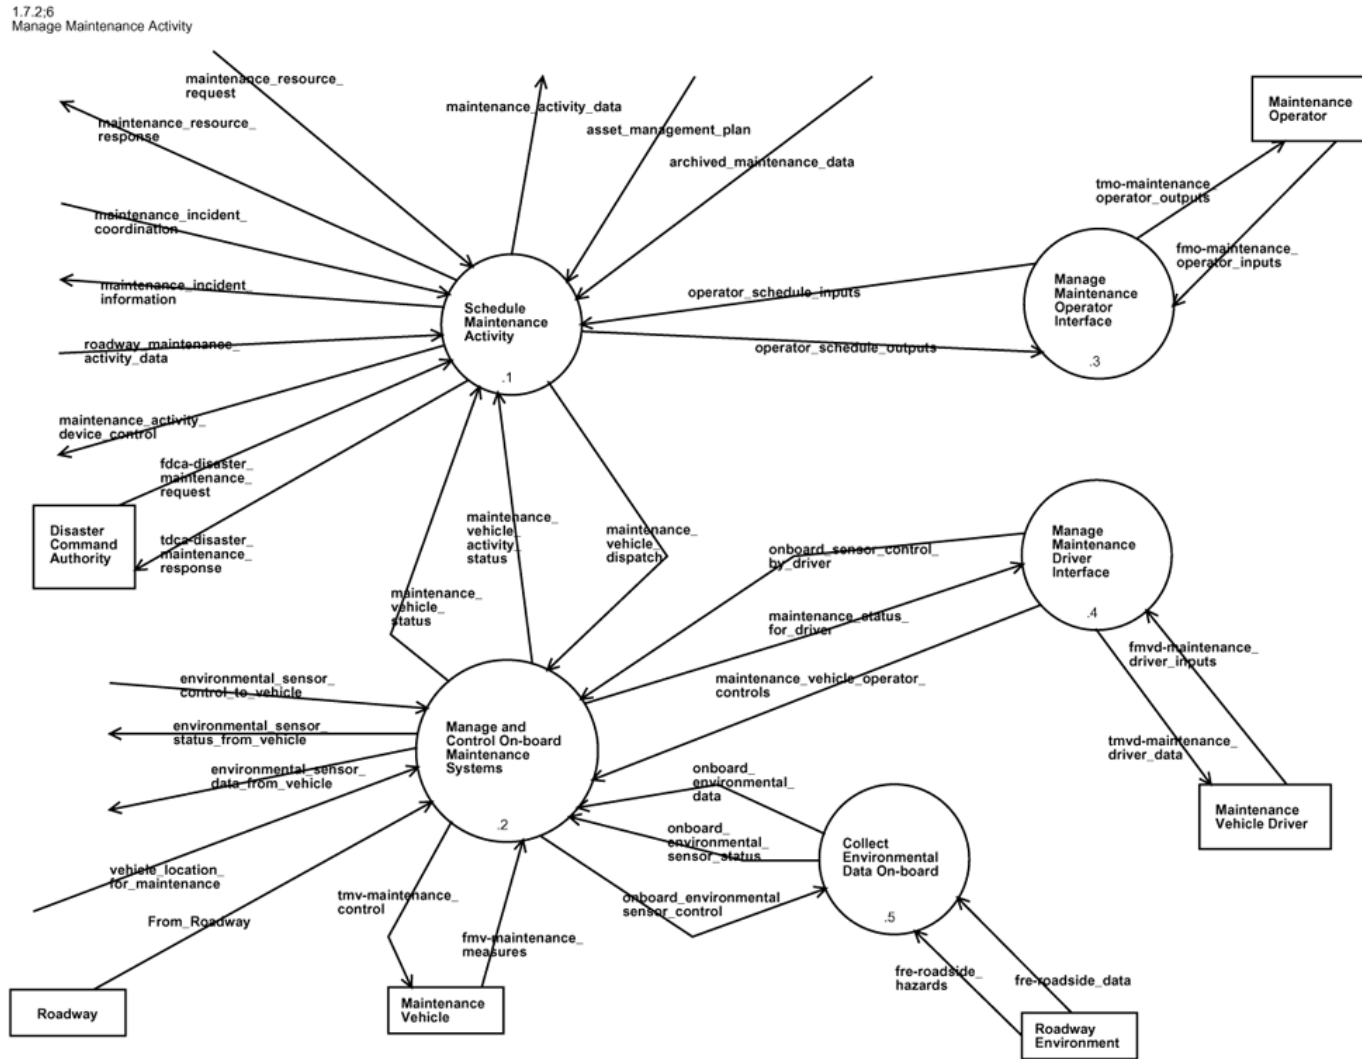 1.7.2;6
Manage Maintenance Activity
maintenance_resource_
request
maintenance_resource_
response
maintenance_activity_data
asset_management_plan
archived_maintenance_data
Maintenance
Operator
tmo-maintenance_
operator_outputs
fmo-maintenance_
operator_inputs
maintenance_incident_
coordination
maintenance_incident_
information
Schedule
Maintenance
Activity
.1
operator_schedule_inputs
operator_schedule_outputs
Manage
Maintenance
Operator
Interface
.3
roadway_maintenance_
activity_data
maintenance_activity_
device_control
fdca-disaster_
maintenance_
request
Disaster
Command
Authority
tdca-disaster_
maintenance_
response
maintenance_
vehicle_
activity_
status
maintenance_
vehicle_
dispatch
maintenance_
vehicle_
status
onboard_sensor_control_
by_driver
Manage
Maintenance
Driver
Interface
.4
maintenance_status_
for_driver
maintenance_vehicle_operator_
controls
fmvd-maintenance_
driver_inputs
tmvd-maintenance_
driver_data
Maintenance
Vehicle Driver
environmental_sensor_
control_to_vehicle
environmental_sensor_
status_from_vehicle
environmental_sensor_
data_from_vehicle
Manage and
Control On-board
Maintenance
Systems
.2
onboard_
environmental_
data
onboard_
environmental_
sensor_status
Collect
Environmental
Data On-board
.5
vehicle_location_
for_maintenance
From_Roadway
tmv-maintenance_
control
fmv-maintenance_
measures
onboard_environmental_
sensor_control
fre-roadside_
hazards
fre-roadside_data
Roadway
Maintenance
Vehicle
Roadway
Environment